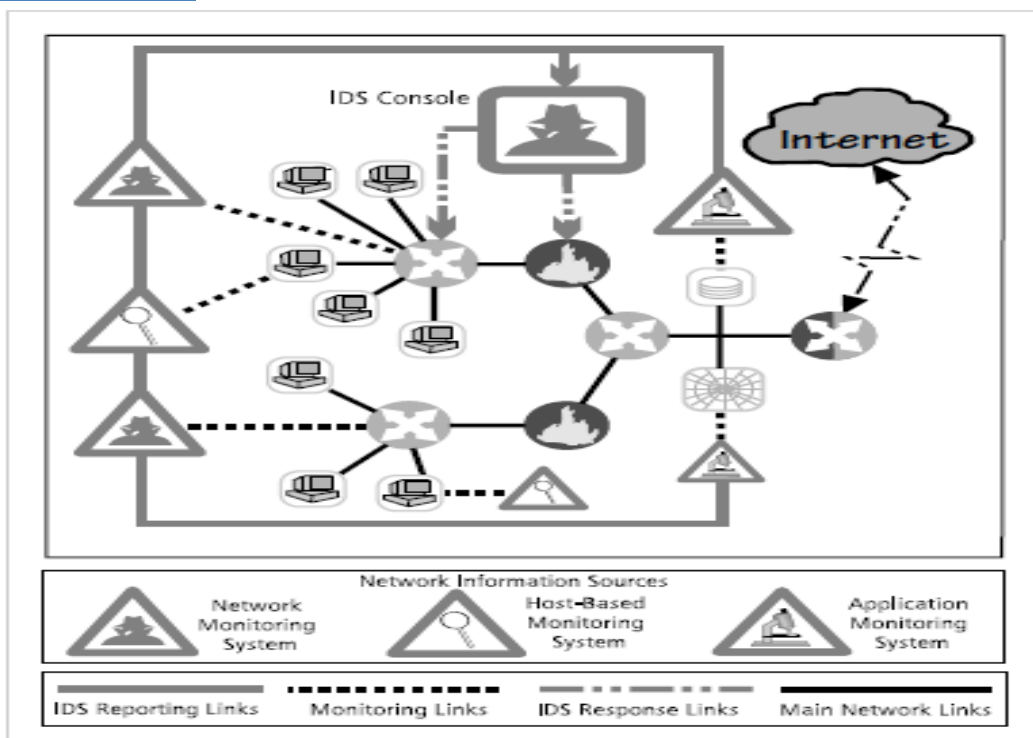 IDS Console
Internet
Network Information Sources
Network
Monitoring
System
Host-Based
Monitoring
System
Application
Monitoring
System
IDS Reporting Links
Monitoring Links
IDS Response Links
Main Network Links